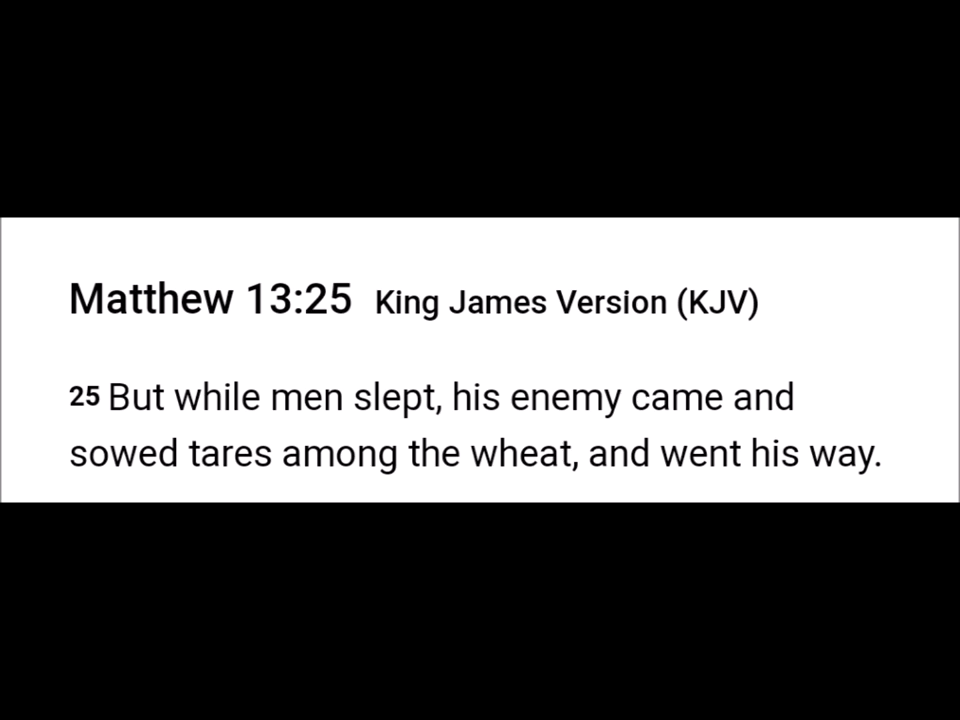 Matthew 13:25 King James Version (KJV)
25 But while men slept, his enemy came and
sowed tares among the wheat, and went his way.